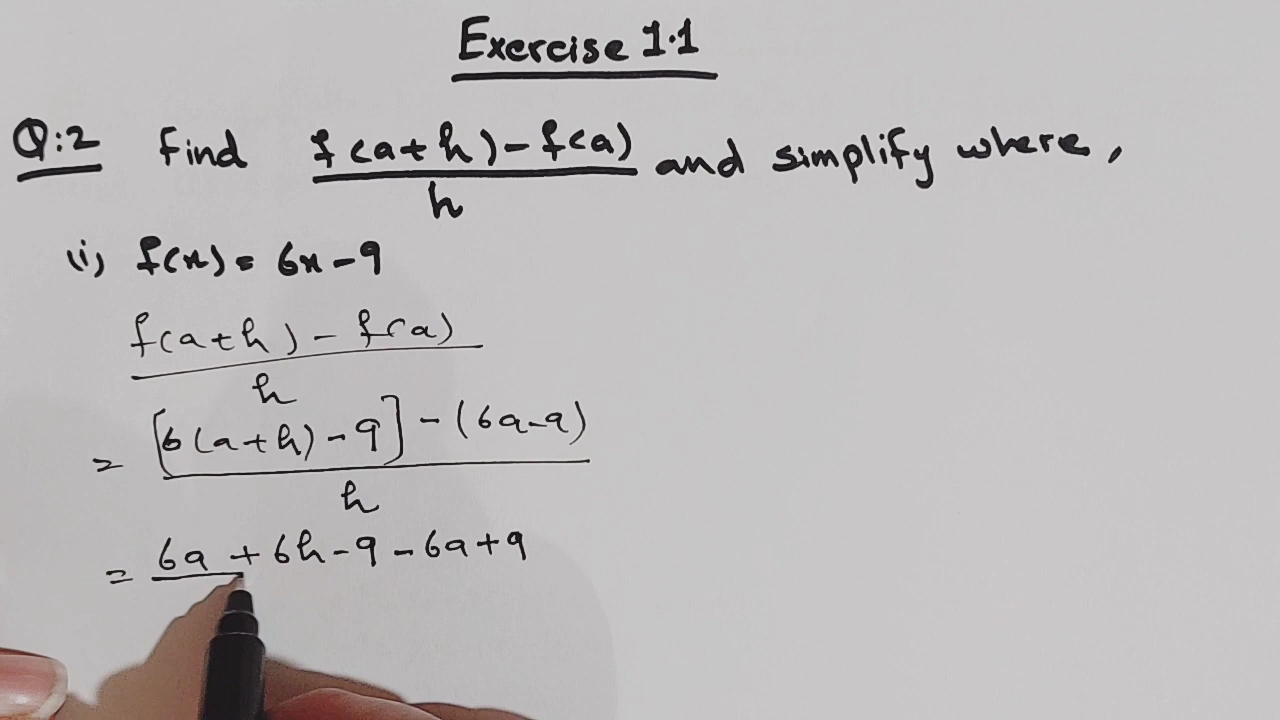 Exercise 1.1
Q:2 Find f(a+h)-f(a)/h and simplify where,
(i) f(x) = 6x-9
f(a+h) - f(a)
h
= [6(a+h)-9] - (6a-9)
h
= 6a + 6h - 9 - 6a + 9